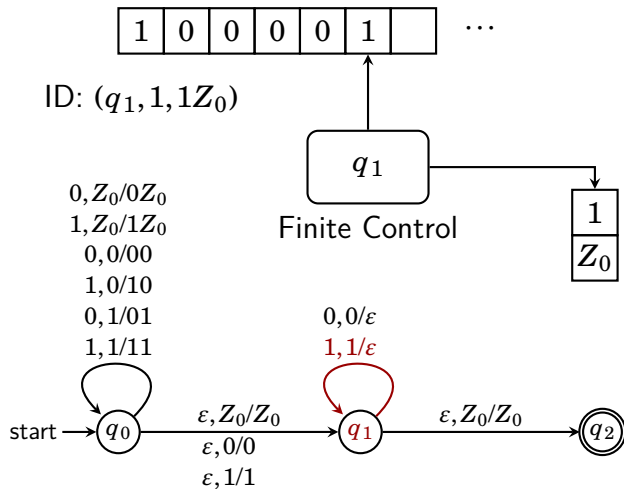 1 0 0 0 0 1 ⋯
ID: (q₁, 1, 1Z₀)
q₁
Finite Control
1
Z₀
0, Z₀/0Z₀
1, Z₀/1Z₀
0, 0/00
1, 0/10
0, 1/01
1, 1/11
0, 0/ε
1, 1/ε
start
q₀
ε, Z₀/Z₀
ε, 0/0
ε, 1/1
q₁
ε, Z₀/Z₀
q₂